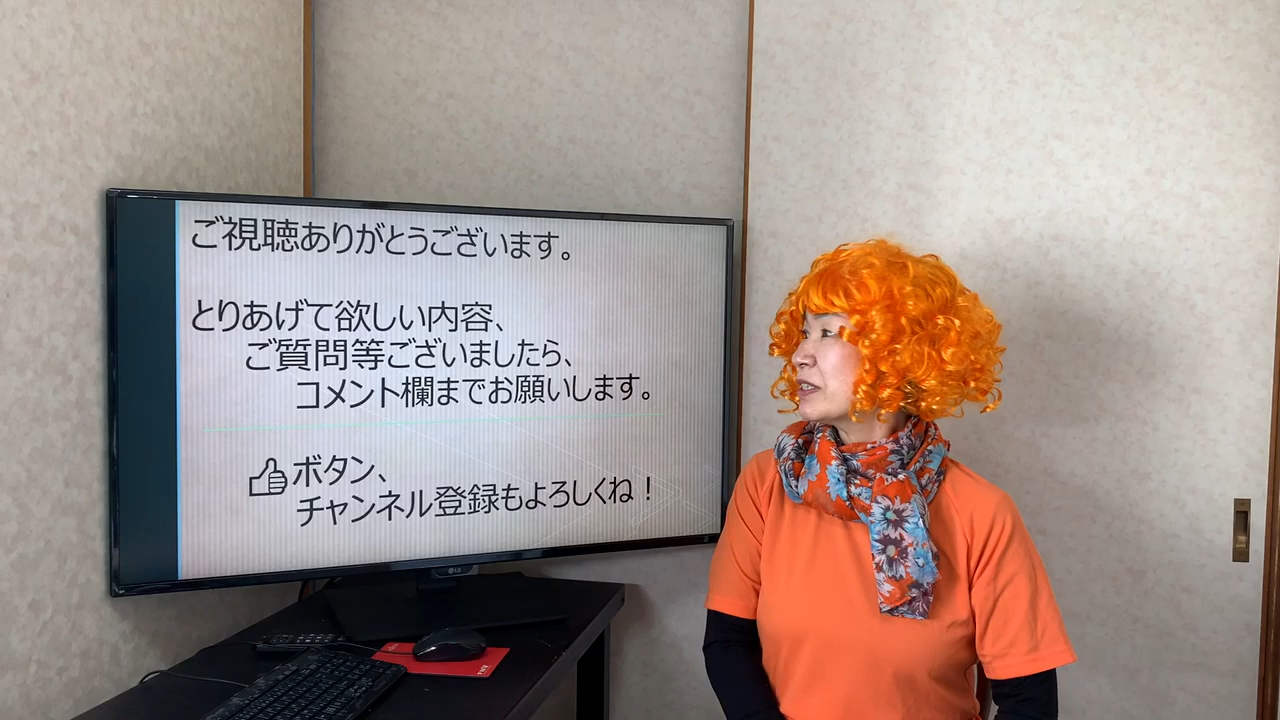 ご視聴ありがとうございます。
とりあげて欲しい内容、
ご質問等ございましたら、
コメント欄までお願いします。
👍ボタン、
チャンネル登録もよろしくね！
LG